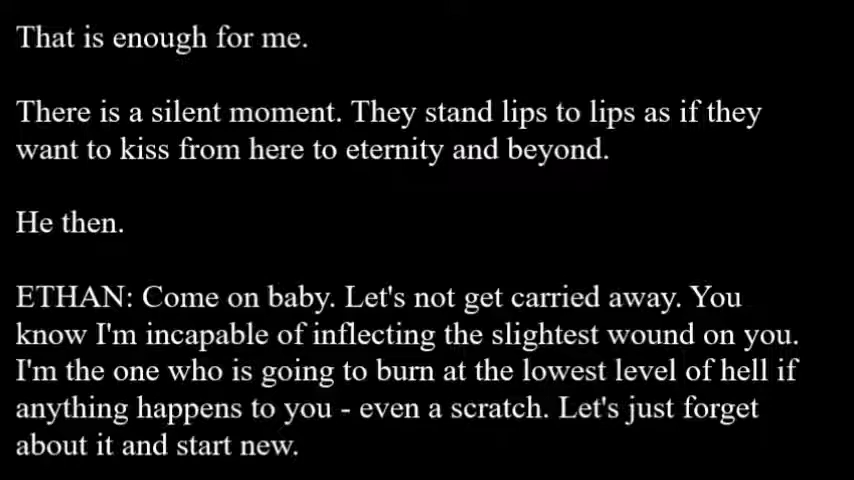 That is enough for me.
There is a silent moment. They stand lips to lips as if they
want to kiss from here to eternity and beyond.
He then.
ETHAN: Come on baby. Let's not get carried away. You
know I'm incapable of inflecting the slightest wound on you.
I'm the one who is going to burn at the lowest level of hell if
anything happens to you - even a scratch. Let's just forget
about it and start new.